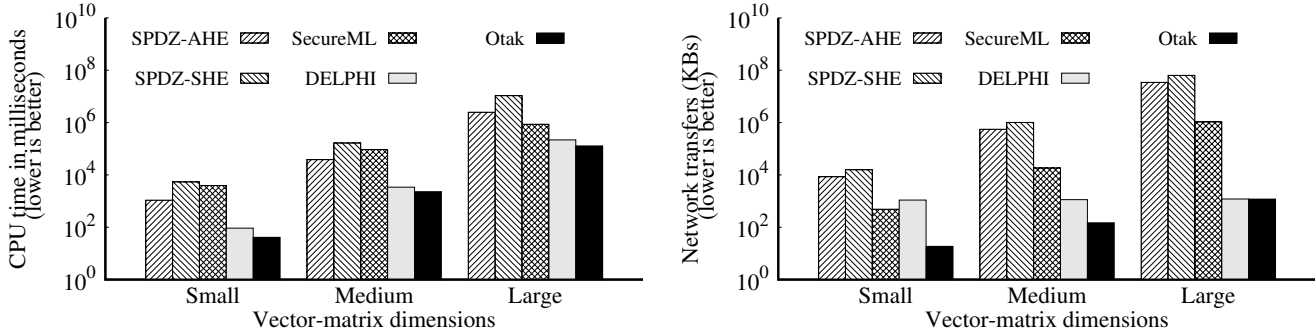 CPU time in milliseconds
(lower is better)
10^10
10^8
10^6
10^4
10^2
10^0
SPDZ-AHE SecureML Otak
SPDZ-SHE DELPHI
Small Medium Large
Vector-matrix dimensions
Network transfers (KBs)
(lower is better)
10^10
10^8
10^6
10^4
10^2
10^0
SPDZ-AHE SecureML Otak
SPDZ-SHE DELPHI
Small Medium Large
Vector-matrix dimensions